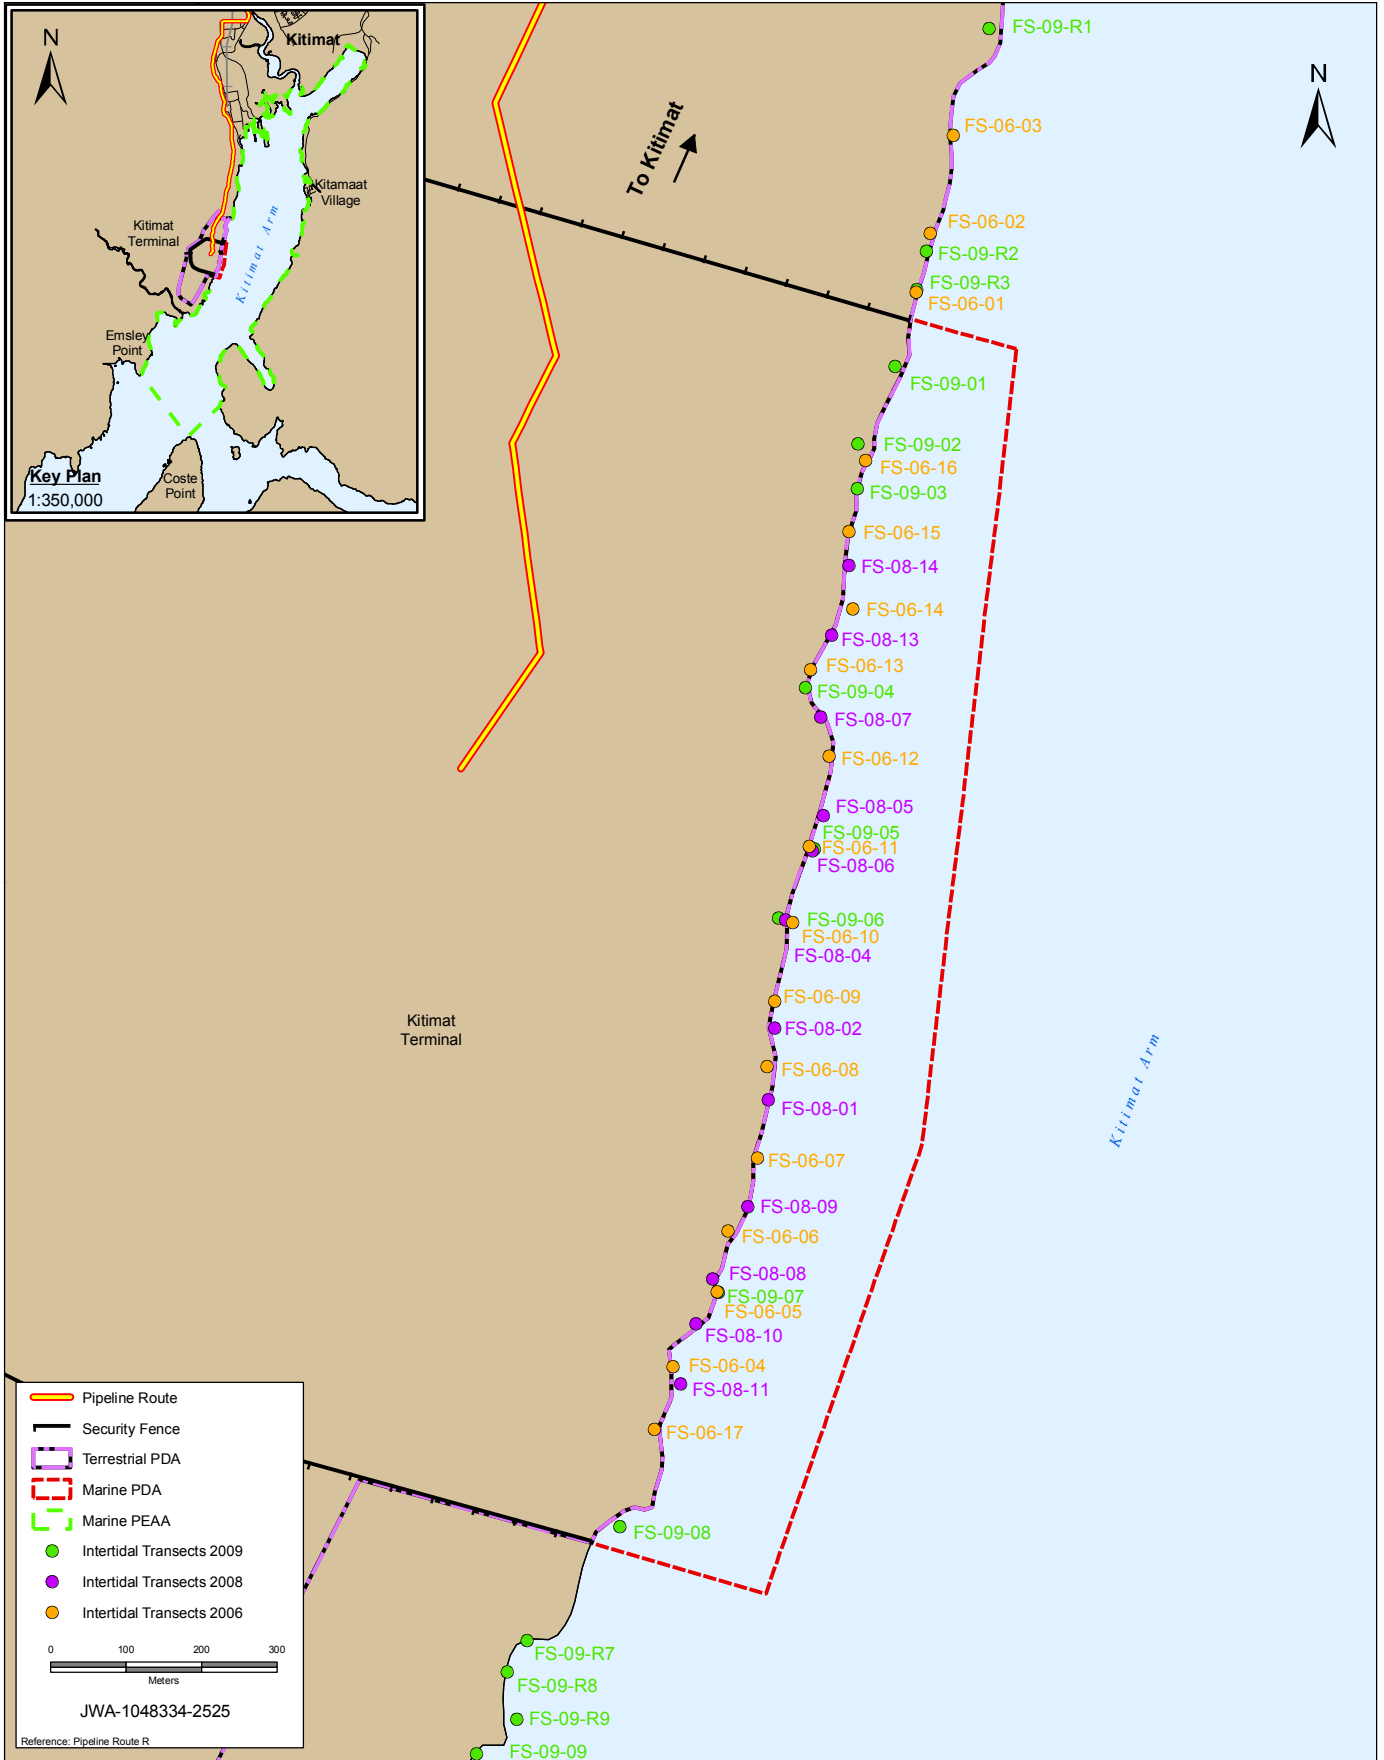 N
Kitimat
Kitamaat
Village
Kitimat
Terminal
Kitimat Arm
Emsley
Point
Coste
Point
Key Plan
1:350,000
To Kitimat
N
FS-09-R1
FS-06-03
FS-06-02
FS-09-R2
FS-09-R3
FS-06-01
FS-09-01
FS-09-02
FS-06-16
FS-09-03
FS-06-15
FS-08-14
FS-06-14
FS-08-13
FS-06-13
FS-09-04
FS-08-07
FS-06-12
FS-08-05
FS-09-05
FS-06-11
FS-08-06
FS-09-06
FS-06-10
FS-08-04
FS-06-09
FS-08-02
FS-06-08
FS-08-01
FS-06-07
FS-08-09
FS-06-06
FS-08-08
FS-09-07
FS-06-05
FS-08-10
FS-06-04
FS-08-11
FS-06-17
FS-09-08
FS-09-R7
FS-09-R8
FS-09-R9
FS-09-09
Kitimat
Terminal
Kitimat Arm
Pipeline Route
Security Fence
Terrestrial PDA
Marine PDA
Marine PEAA
Intertidal Transects 2009
Intertidal Transects 2008
Intertidal Transects 2006
0 100 200 300
Meters
JWA-1048334-2525
Reference: Pipeline Route R